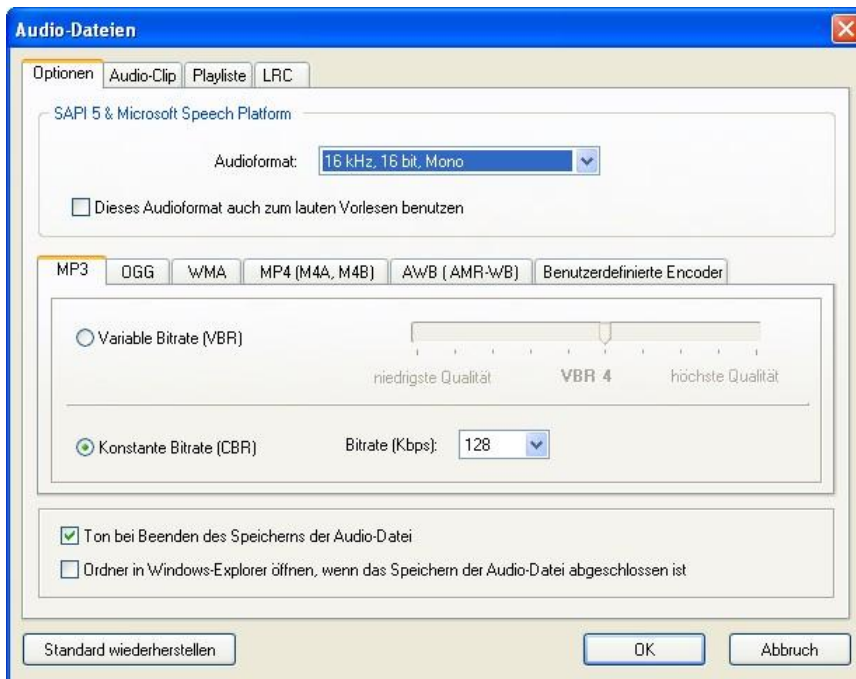 Audio-Dateien
Optionen Audio-Clip Playliste LRC
SAPI 5 & Microsoft Speech Platform
Audioformat: 16 kHz, 16 bit, Mono
Dieses Audioformat auch zum lauten Vorlesen benutzen
MP3 OGG WMA MP4 (M4A, M4B) AWB ( AMR-WB) Benutzerdefinierte Encoder
Variable Bitrate (VBR)
niedrigste Qualität VBR 4 höchste Qualität
Konstante Bitrate (CBR) Bitrate (Kbps): 128
Ton bei Beenden des Speicherns der Audio-Datei
Ordner in Windows-Explorer öffnen, wenn das Speichern der Audio-Datei abgeschlossen ist
Standard wiederherstellen OK Abbruch